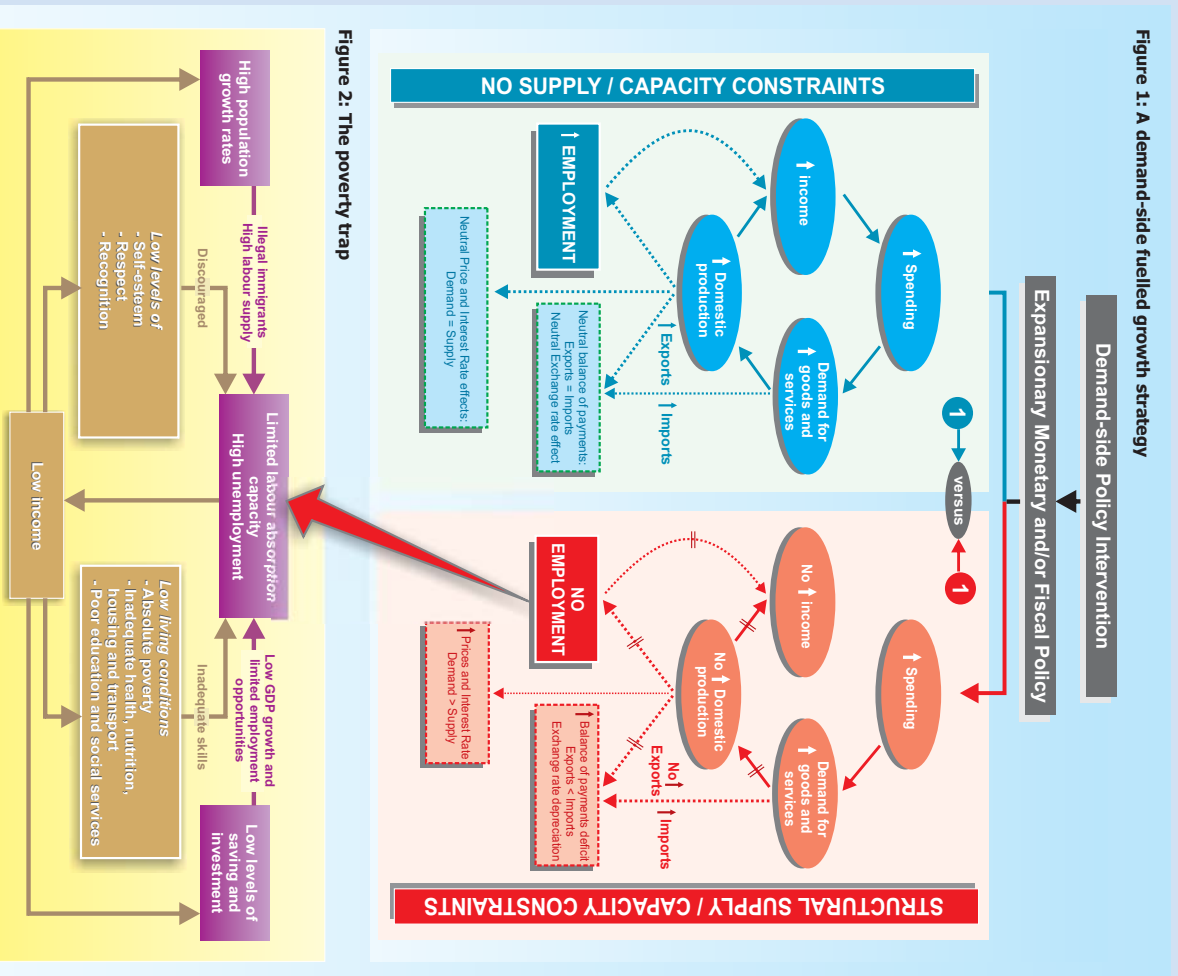 Figure 1: A demand-side fuelled growth strategy
Demand-side Policy Intervention
Expansionary Monetary and/or Fiscal Policy
1
versus
1
NO SUPPLY / CAPACITY CONSTRAINTS
↑ Spending
↑ income
↑ Demand for
goods and
services
↑ Domestic
production
↑ EMPLOYMENT
↑ Exports
↑ Imports
Neutral balance of payments:
Exports = Imports
Neutral Exchange rate effect
Neutral Price and Interest Rate effects:
Demand = Supply
STRUCTURAL SUPPLY / CAPACITY CONSTRAINTS
↑ Spending
No ↑ income
↑ Demand for
goods and
services
No ↑ Domestic
production
NO
EMPLOYMENT
No ↑
Exports
↑ Imports
↑ Balance of payments deficit
Exports < Imports
Exchange rate depreciation
↑ Prices and Interest Rate
Demand > Supply
Figure 2: The poverty trap
High population
growth rates
Illegal immigrants
High labour supply
Limited labour absorption
capacity
High unemployment
Low GDP growth and
limited employment
opportunities
Low levels of
saving and
investment
Discouraged
Inadequate skills
Low levels of
- Self-esteem
- Respect
- Recognition
Low living conditions
- Absolute poverty
- Inadequate health, nutrition,
housing and transport
- Poor education and social services
Low income